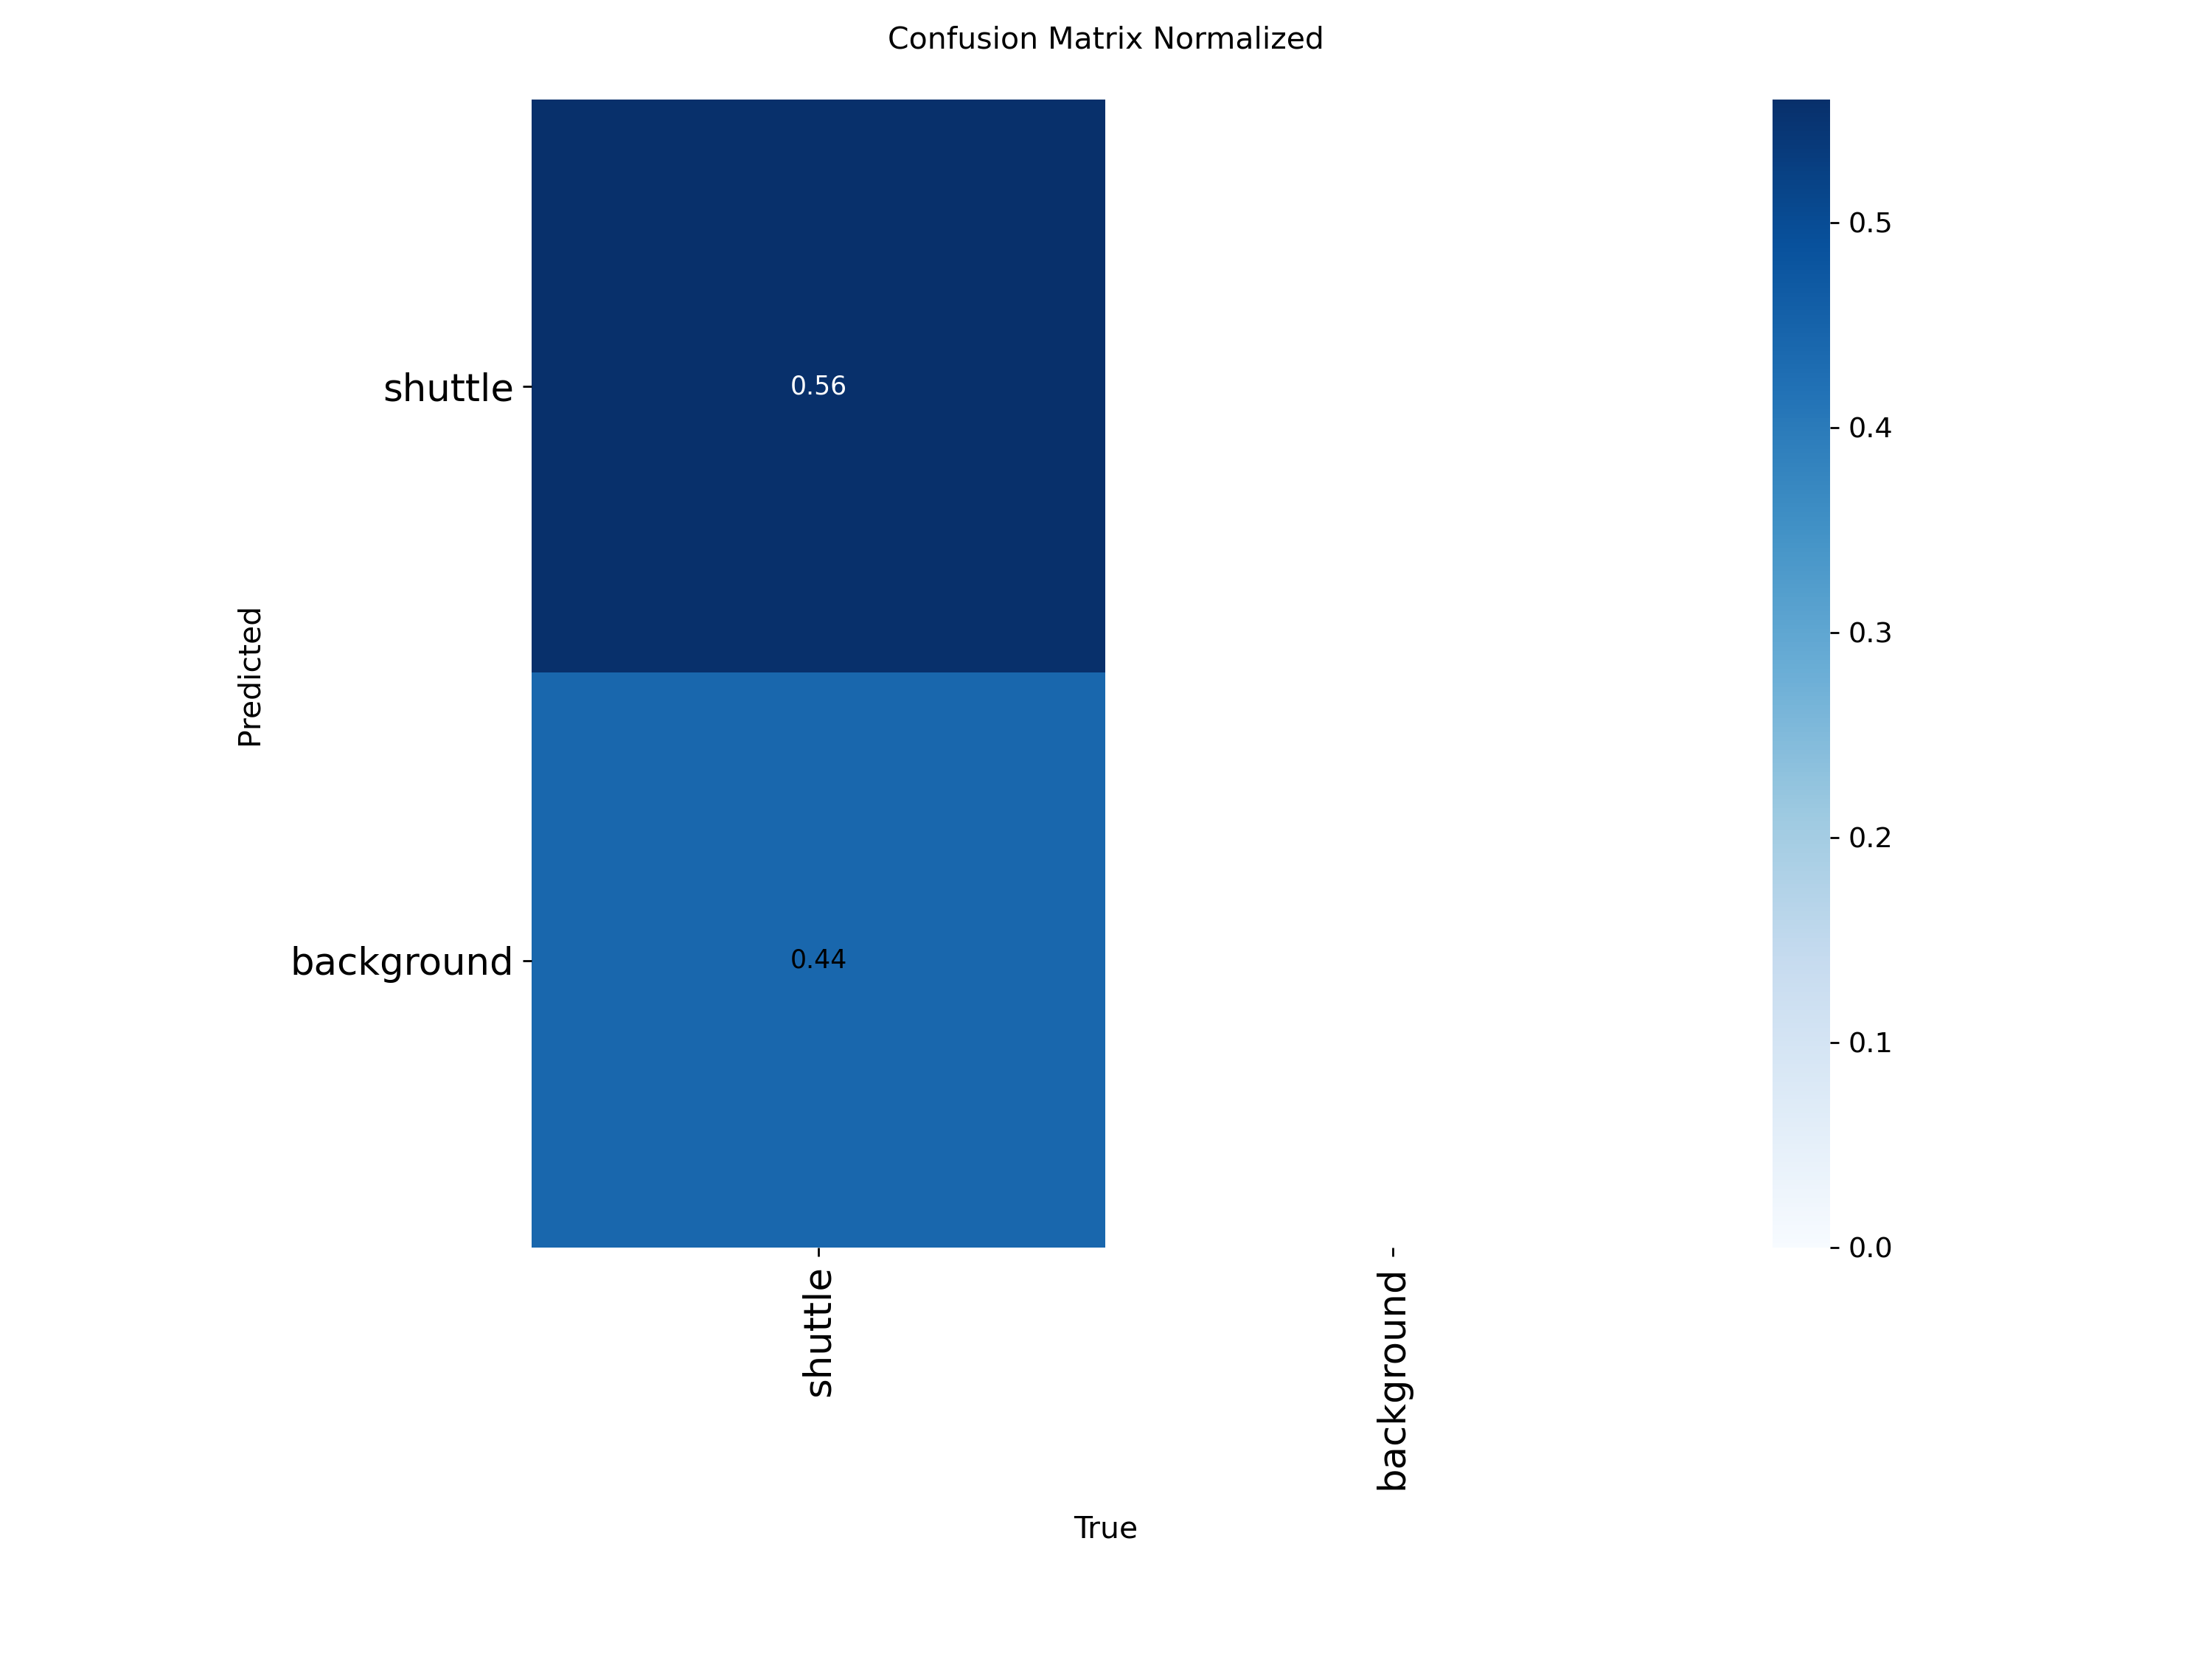 Confusion Matrix Normalized
Predicted
shuttle
0.56
background
0.44
shuttle
background
True
0.5
0.4
0.3
0.2
0.1
0.0